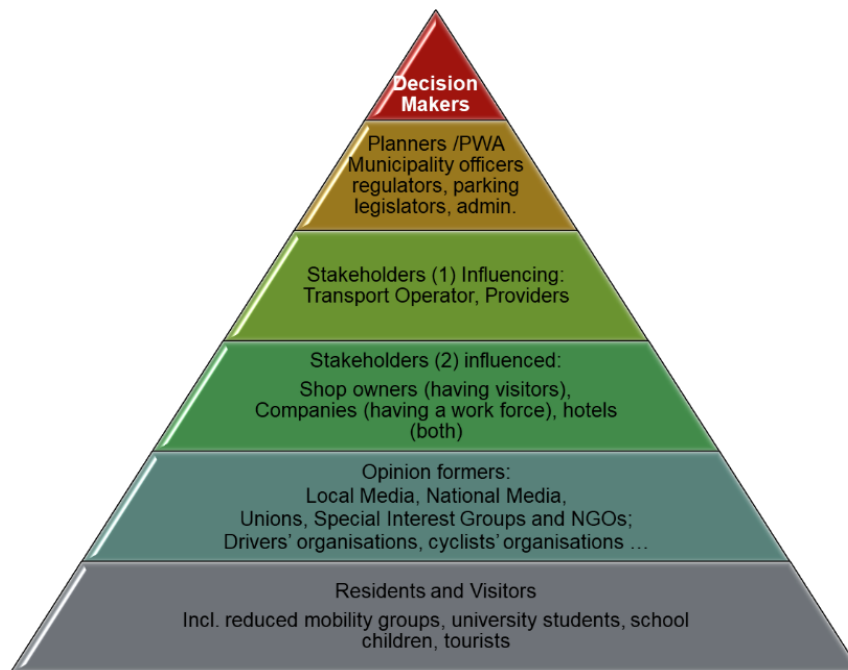 Decision
Makers
Planners /PWA
Municipality officers
regulators, parking
legislators, admin.
Stakeholders (1) Influencing:
Transport Operator, Providers
Stakeholders (2) influenced:
Shop owners (having visitors),
Companies (having a work force), hotels
(both)
Opinion formers:
Local Media, National Media,
Unions, Special Interest Groups and NGOs;
Drivers’ organisations, cyclists’ organisations …
Residents and Visitors
Incl. reduced mobility groups, university students, school
children, tourists